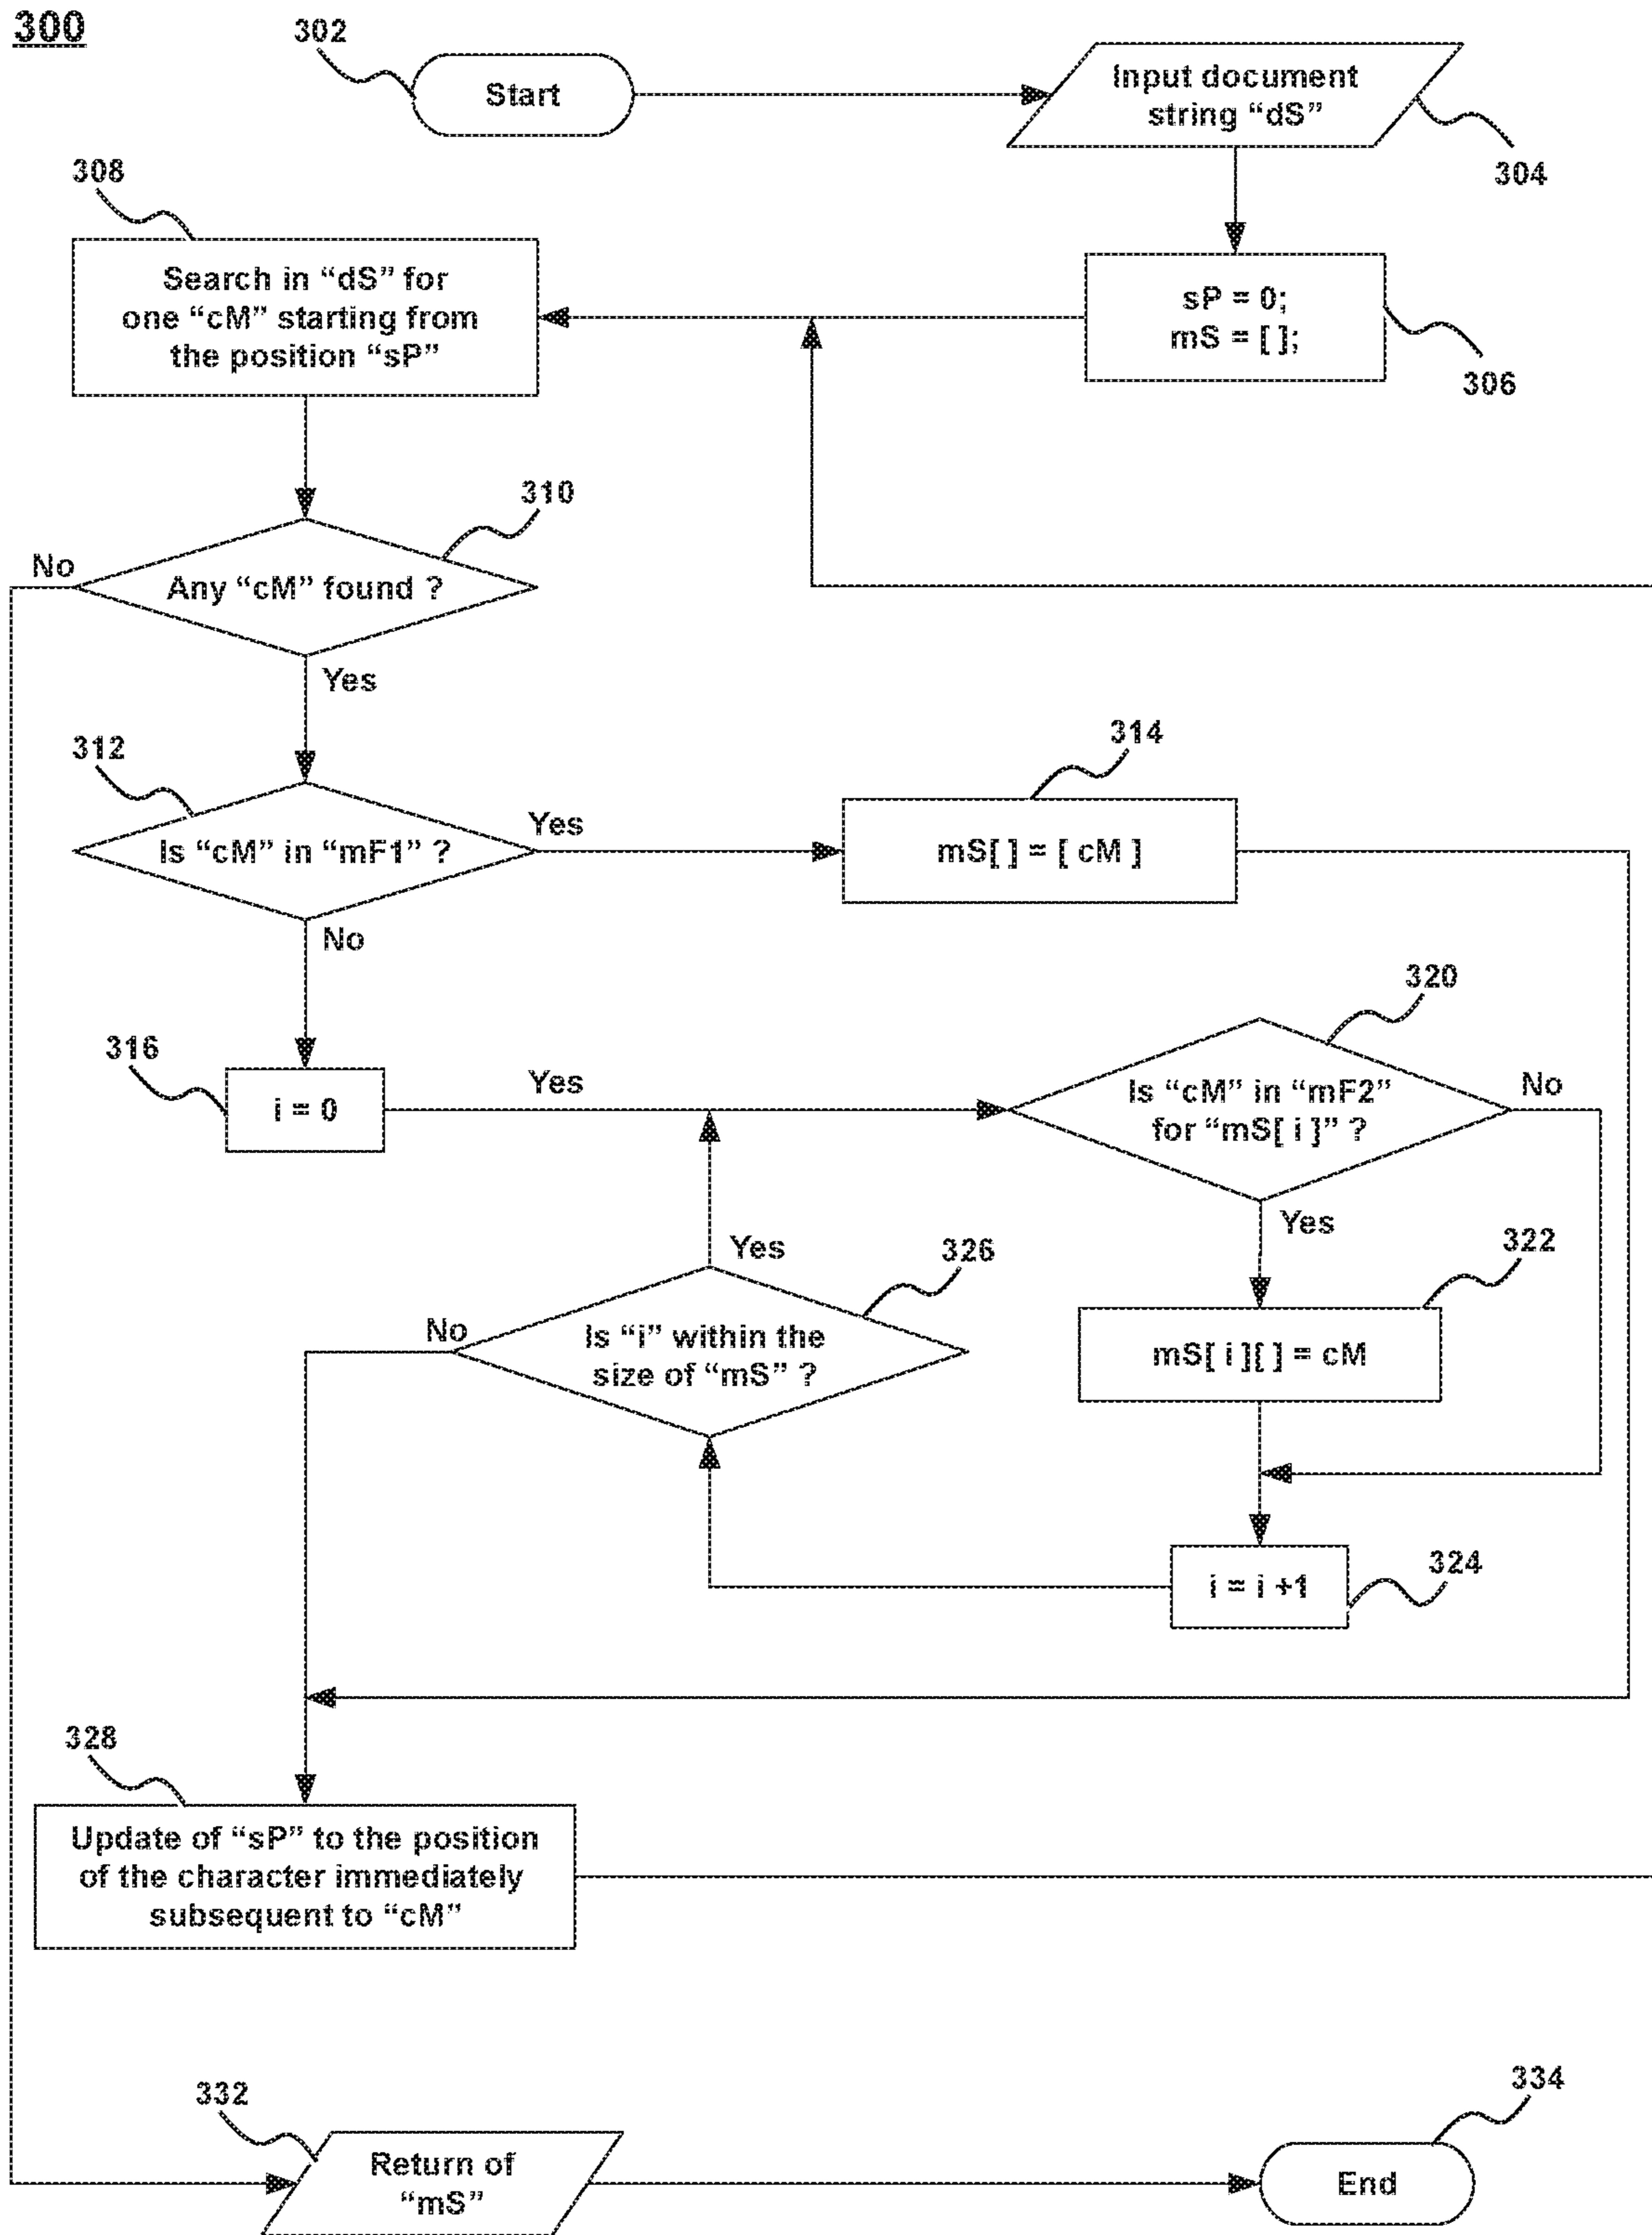 300
302
Start
Input document
string “dS”
304
308
Search in “dS” for
one “cM” starting from
the position “sP”
sP = 0;
mS = [ ];
306
310
No
Any “cM” found ?
Yes
312
314
Is “cM” in “mF1” ?
Yes
mS[ ] = [ cM ]
No
316
i = 0
Yes
320
Is “cM” in “mF2”
for “mS[ i ]” ?
No
Yes
322
mS[ i ][ ] = cM
Yes
326
No
Is “i” within the
size of “mS” ?
i = i +1
324
328
Update of “sP” to the position
of the character immediately
subsequent to “cM”
332
Return of
“mS”
334
End